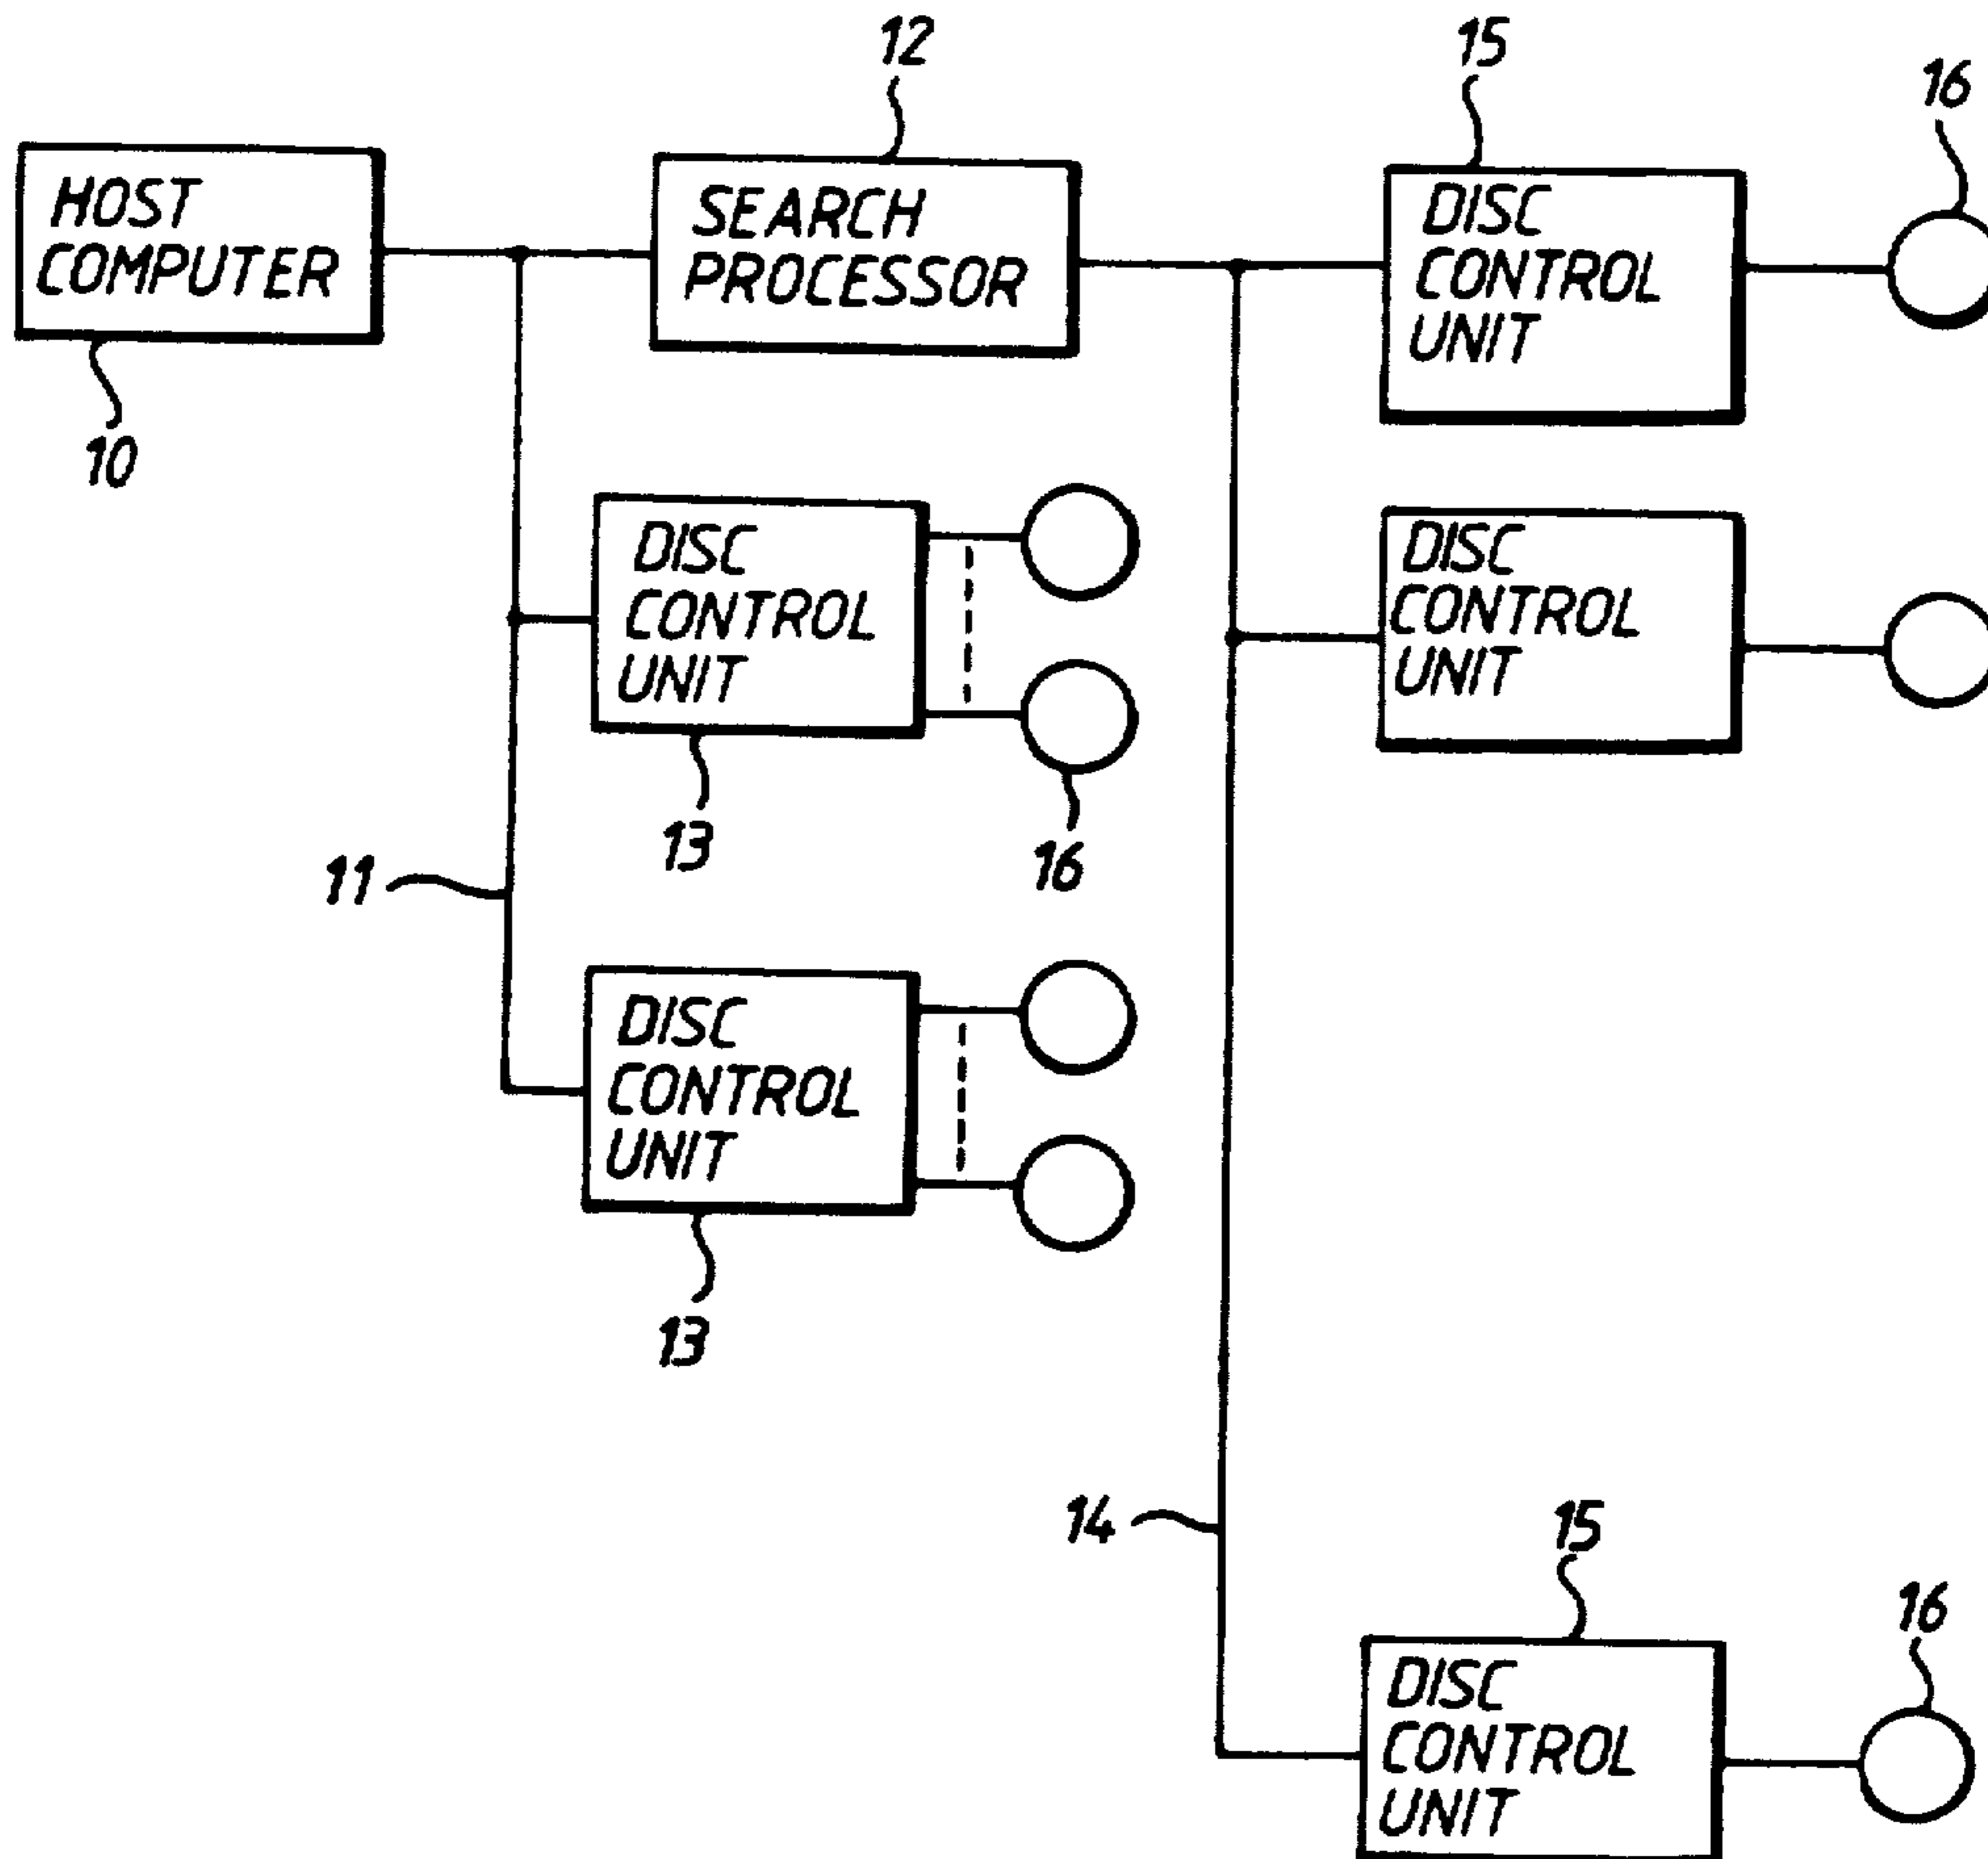 12
15
16
HOST
COMPUTER
SEARCH
PROCESSOR
DISC
CONTROL
UNIT
10
DISC
CONTROL
UNIT
DISC
CONTROL
UNIT
13
16
11
DISC
CONTROL
UNIT
13
14
15
16
DISC
CONTROL
UNIT